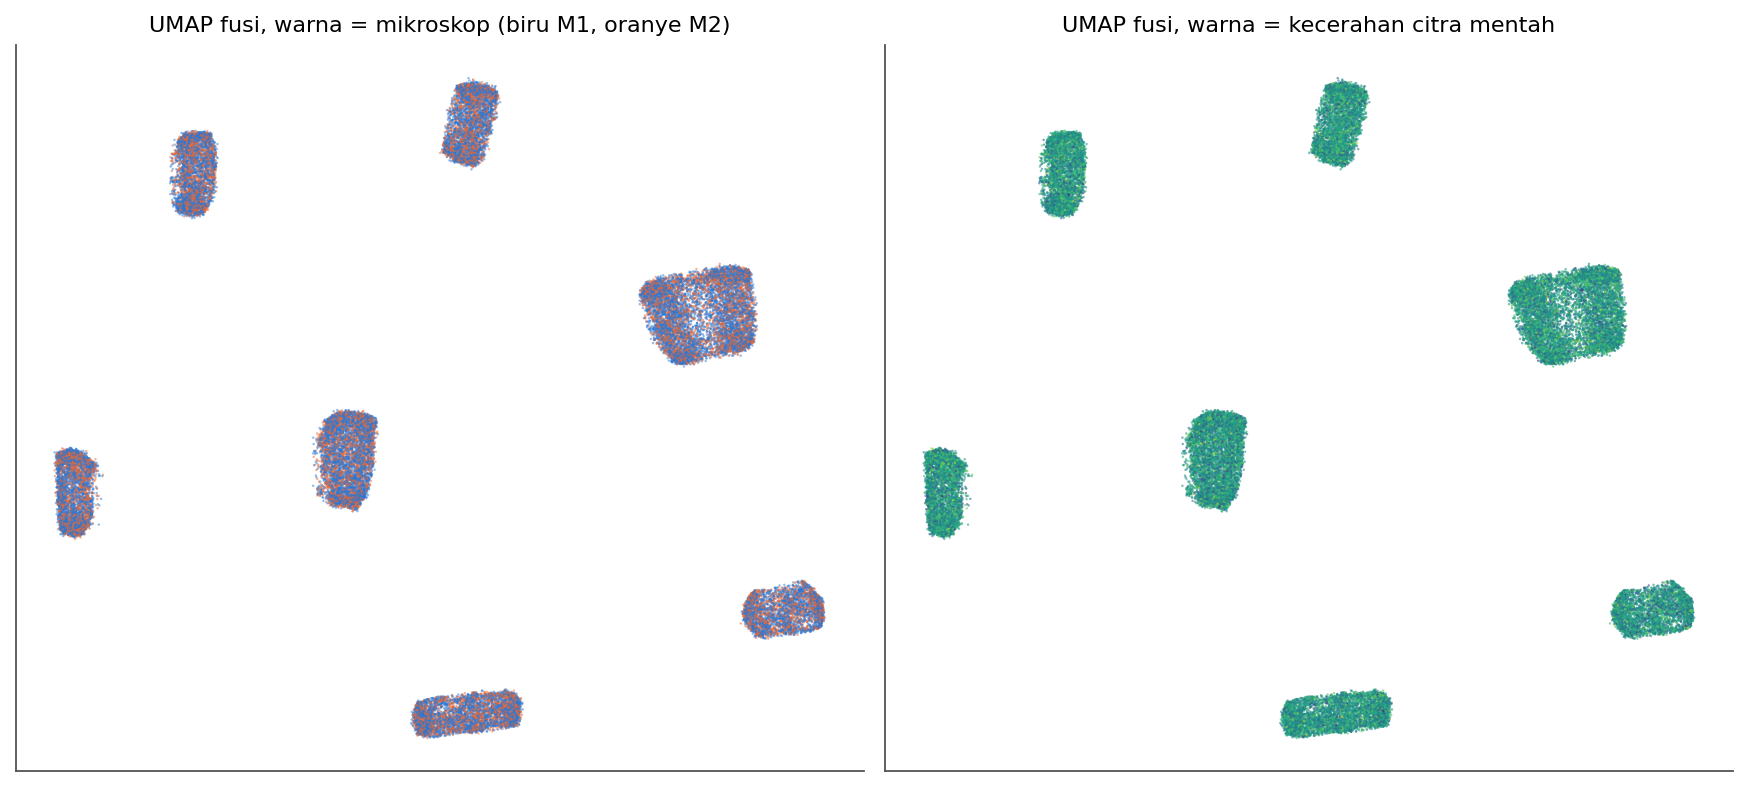 UMAP fusi, warna = mikroskop (biru M1, oranye M2)
UMAP fusi, warna = kecerahan citra mentah